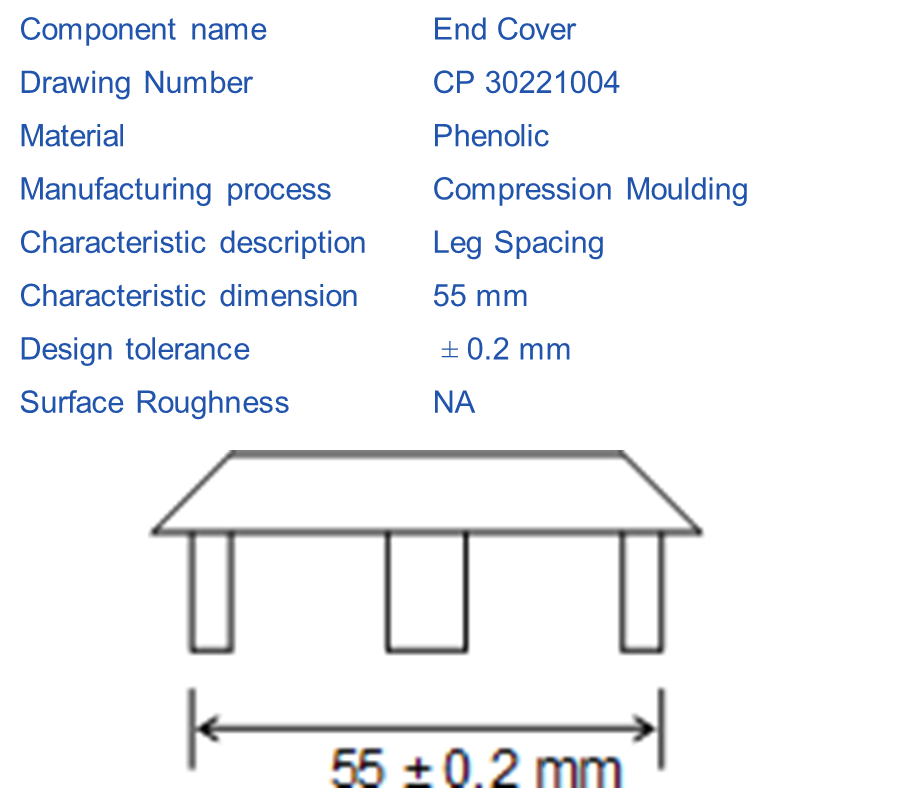 Component name End Cover
Drawing Number CP 30221004
Material Phenolic
Manufacturing process Compression Moulding
Characteristic description Leg Spacing
Characteristic dimension 55 mm
Design tolerance ± 0.2 mm
Surface Roughness NA
55 ± 0.2 mm